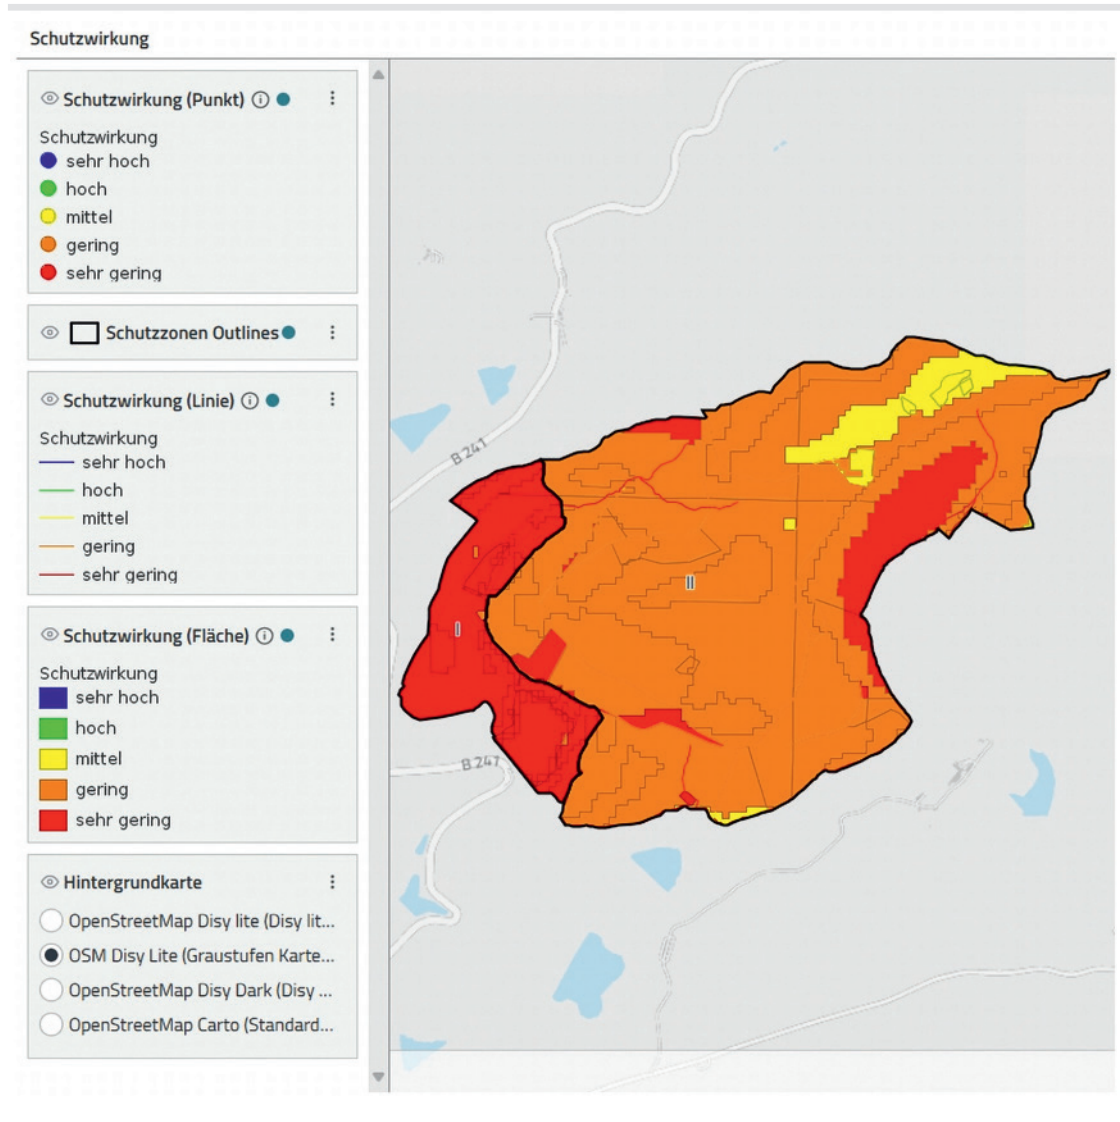 Schutzwirkung
Schutzwirkung (Punkt)
Schutzwirkung
sehr hoch
hoch
mittel
gering
sehr gering
Schutzzonen Outlines
Schutzwirkung (Linie)
Schutzwirkung
sehr hoch
hoch
mittel
gering
sehr gering
Schutzwirkung (Fläche)
Schutzwirkung
sehr hoch
hoch
mittel
gering
sehr gering
Hintergrundkarte
OpenStreetMap Disy lite (Disy lit...
OSM Disy Lite (Graustufen Karte...
OpenStreetMap Disy Dark (Disy ...
OpenStreetMap Carto (Standard...
B 241
II
I
B 241